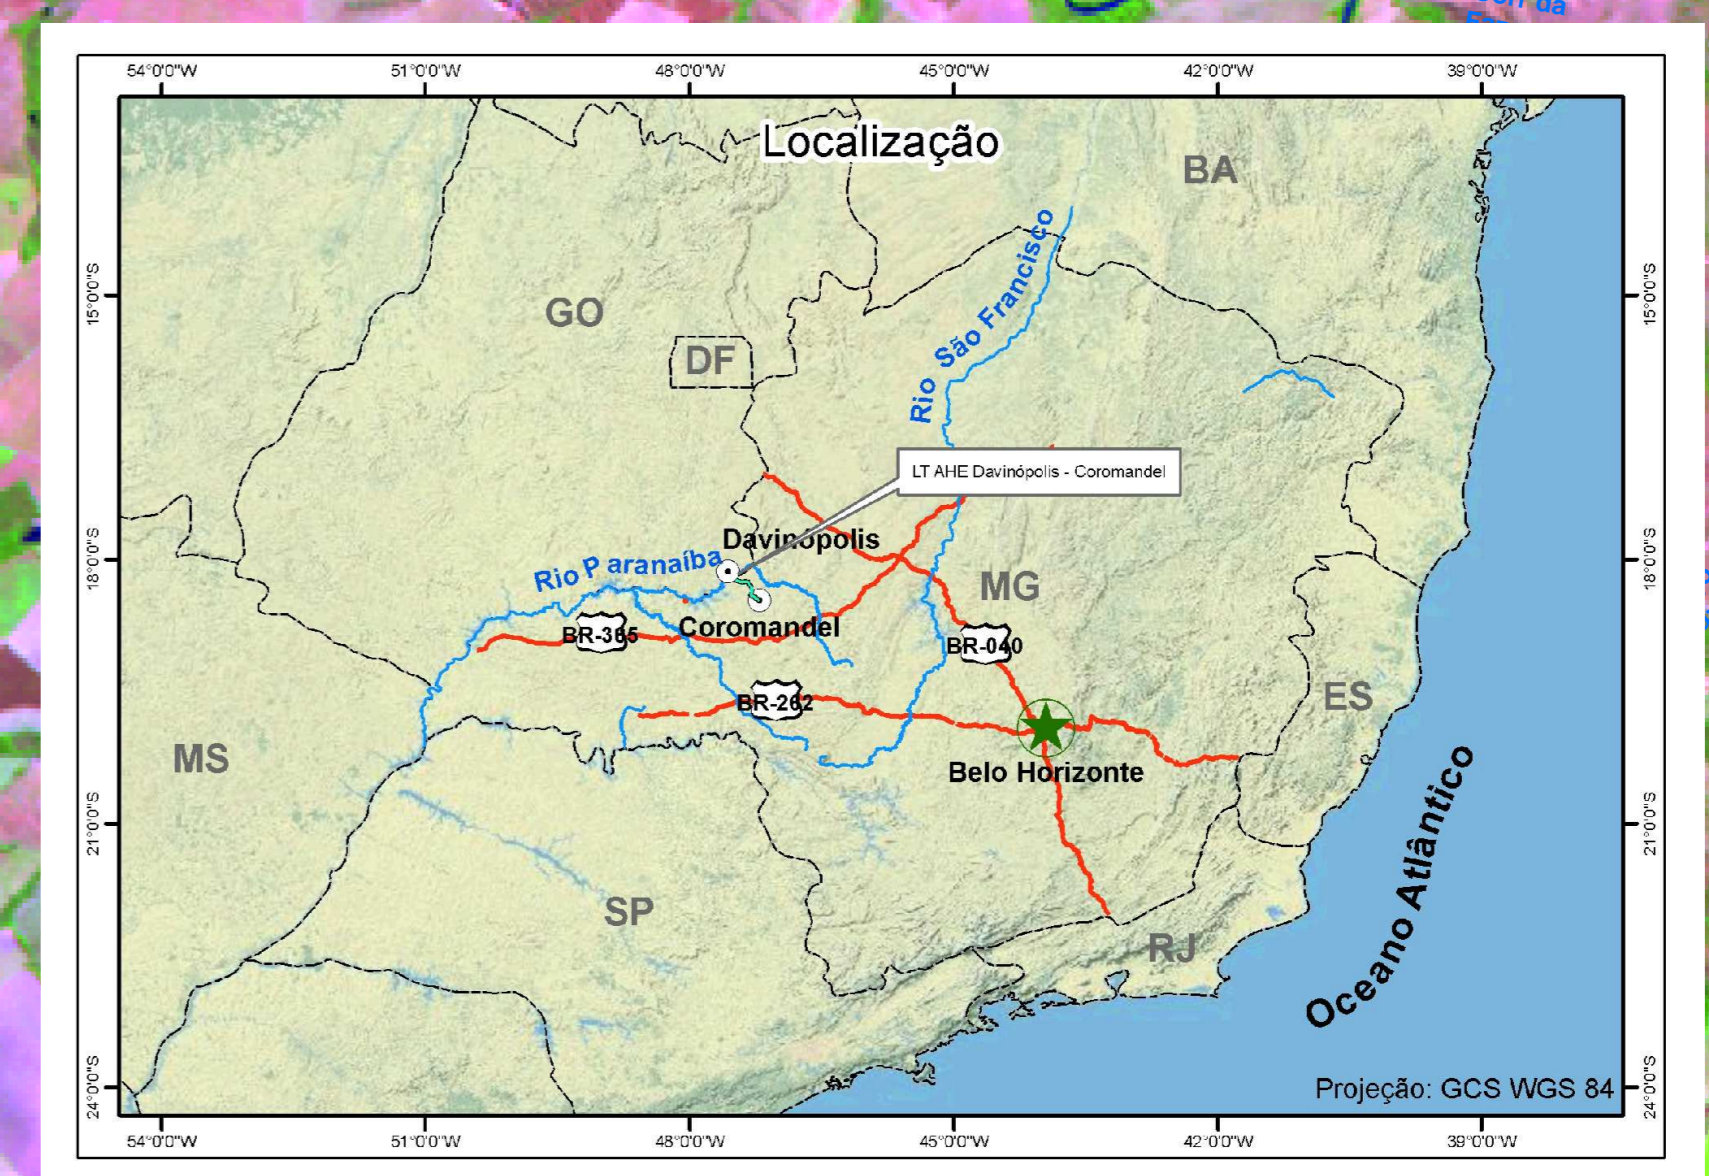 54°0'0"W 51°0'0"W 48°0'0"W 45°0'0"W 42°0'0"W 39°0'0"W
Localização
BA
Rio São Francisco
15°0'0"S 15°0'0"S
GO
DF
LT AHE Davinópolis - Coromandel
Davinópolis
18°0'0"S 18°0'0"S
Rio Paranaíba
MG
Coromandel
BR-365
BR-040
BR-262
ES
MS
Belo Horizonte
21°0'0"S 21°0'0"S
Oceano Atlântico
SP
RJ
24°0'0"S 24°0'0"S
Projeção: GCS WGS 84
54°0'0"W 51°0'0"W 48°0'0"W 45°0'0"W 42°0'0"W 39°0'0"W